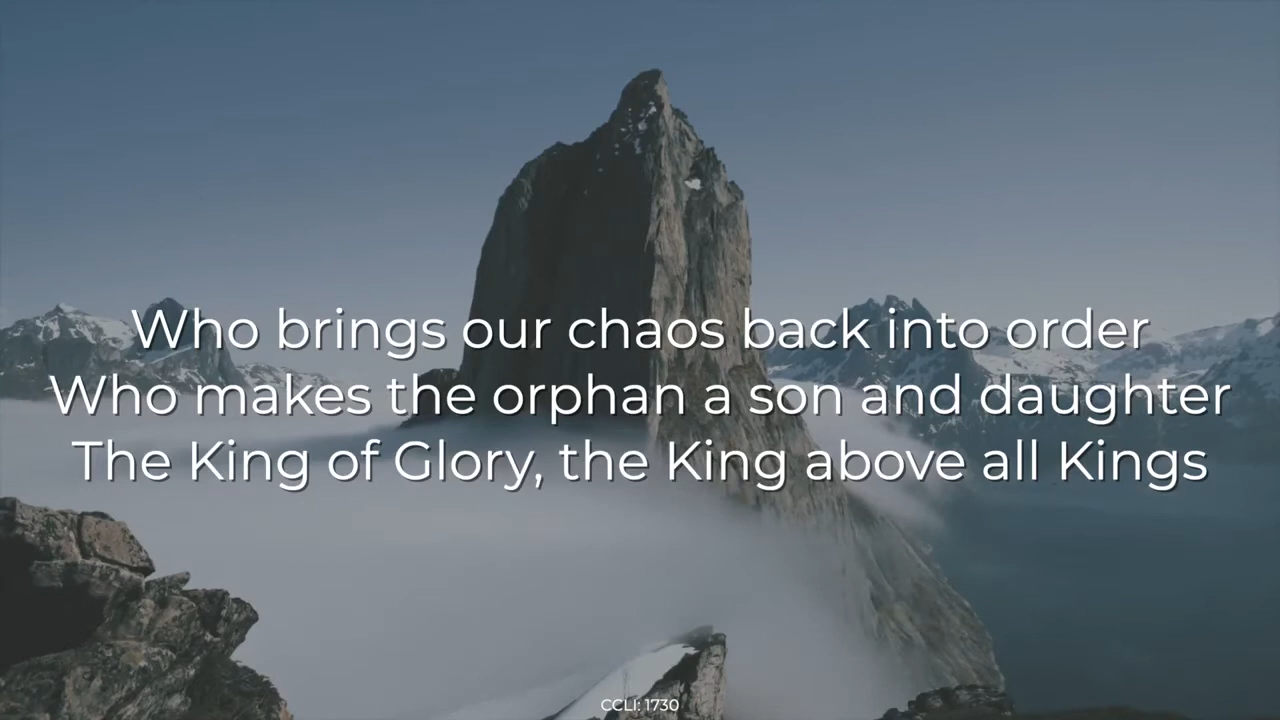 Who brings our chaos back into order
Who makes the orphan a son and daughter
The King of Glory, the King above all Kings
CCLI: 1730